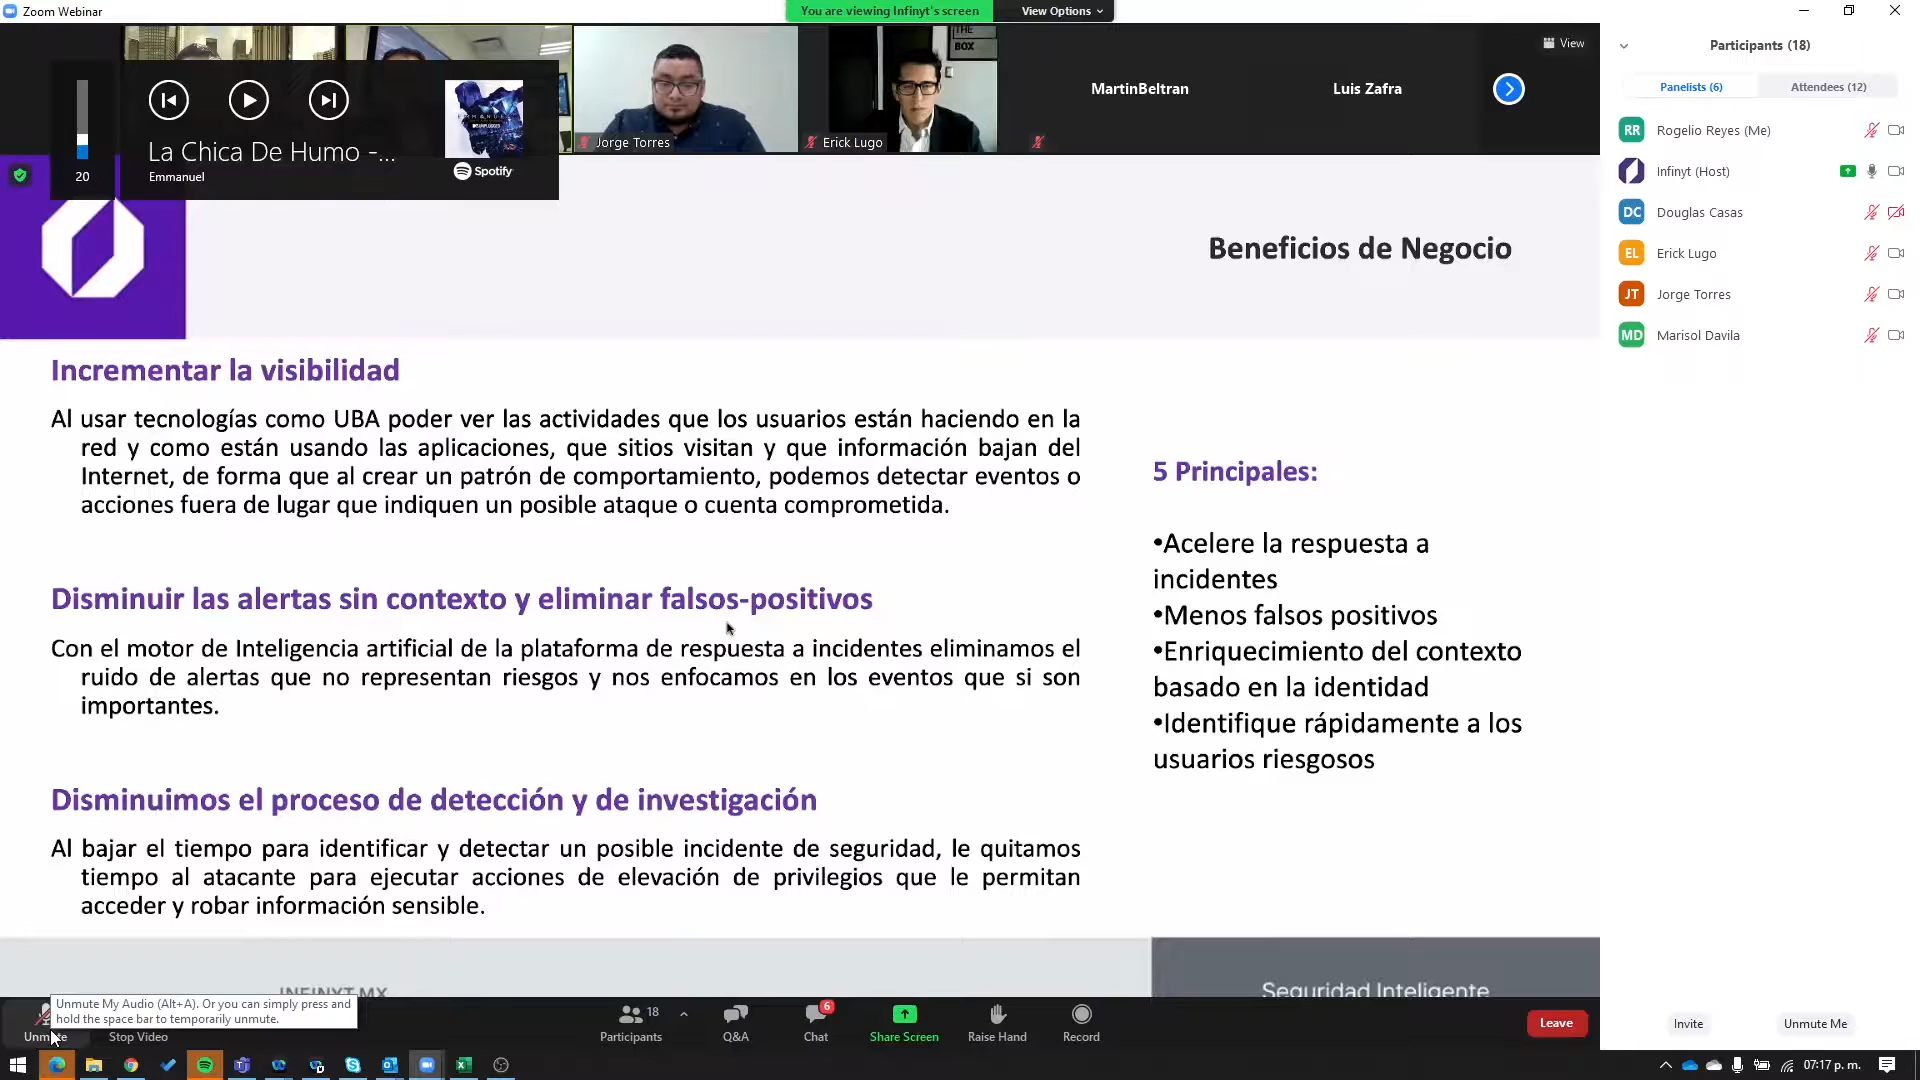 Zoom Webinar
You are viewing Infinyt's screen
View Options
THE
BOX
View
Jorge Torres
Erick Lugo
MartinBeltran
Luis Zafra
La Chica De Humo -...
Emmanuel
Spotify
20
Participants (18)
Panelists (6)
Attendees (12)
RR Rogelio Reyes (Me)
Infinyt (Host)
DC Douglas Casas
EL Erick Lugo
JT Jorge Torres
MD Marisol Davila
Beneficios de Negocio
Incrementar la visibilidad
Al usar tecnologías como UBA poder ver las actividades que los usuarios están haciendo en la
red y como están usando las aplicaciones, que sitios visitan y que información bajan del
Internet, de forma que al crear un patrón de comportamiento, podemos detectar eventos o
acciones fuera de lugar que indiquen un posible ataque o cuenta comprometida.
Disminuir las alertas sin contexto y eliminar falsos-positivos
Con el motor de Inteligencia artificial de la plataforma de respuesta a incidentes eliminamos el
ruido de alertas que no representan riesgos y nos enfocamos en los eventos que si son
importantes.
Disminuimos el proceso de detección y de investigación
Al bajar el tiempo para identificar y detectar un posible incidente de seguridad, le quitamos
tiempo al atacante para ejecutar acciones de elevación de privilegios que le permitan
acceder y robar información sensible.
5 Principales:
•Acelere la respuesta a
incidentes
•Menos falsos positivos
•Enriquecimiento del contexto
basado en la identidad
•Identifique rápidamente a los
usuarios riesgosos
INFINYT.MX
Seguridad Inteligente
Unmute My Audio (Alt+A). Or you can simply press and
hold the space bar to temporarily unmute.
Unmute
Stop Video
18
Participants
Q&A
6
Chat
Share Screen
Raise Hand
Record
Leave
Invite
Unmute Me
07:17 p. m.